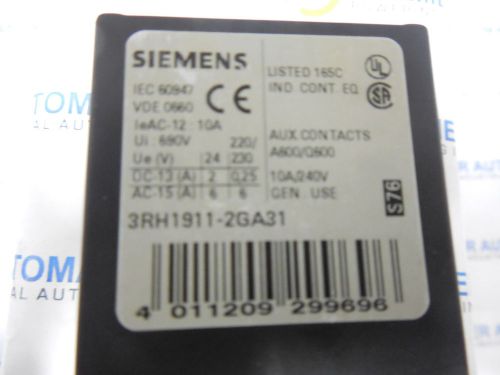 SIEMENS
IEC 60947
VDE 0660
CE
IeAC-12 : 10A
Ui : 690V 220/
Ue (V) 24 230
DC-13 (A) 2 0,25
AC-15 (A) 6 6
LISTED 165C
IND. CONT. EQ.
UL
SA
AUX. CONTACTS
A600/Q600
10A/240V
GEN. USE
S76
3RH1911-2GA31
4 011209 299696